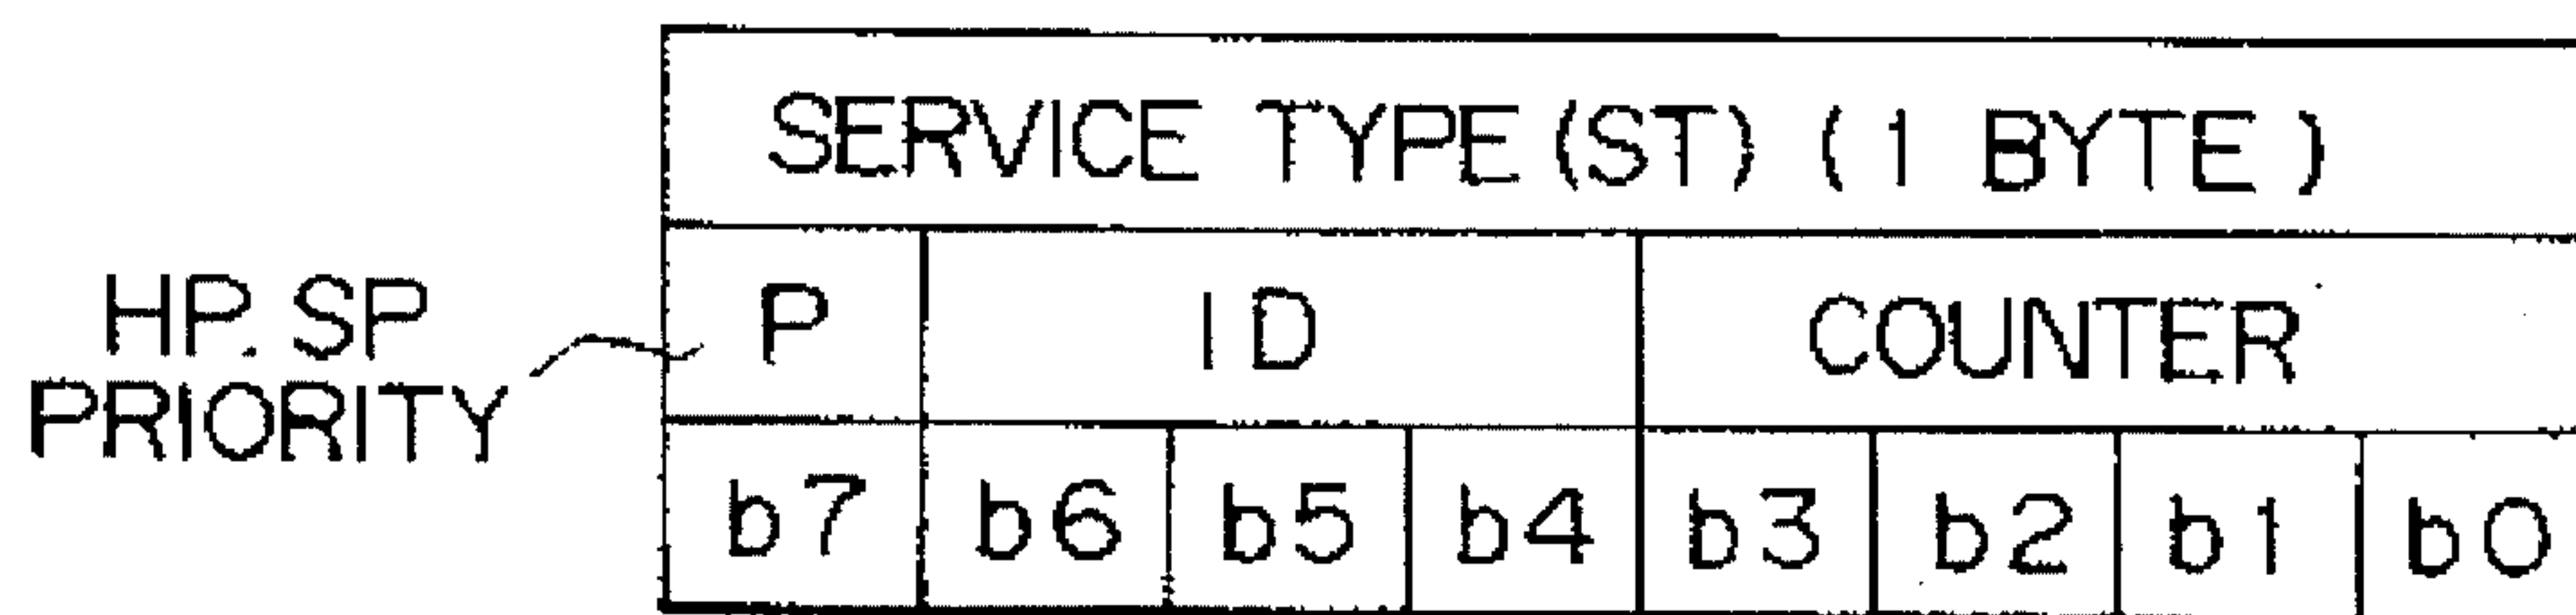 SERVICE TYPE (ST) ( 1 BYTE )
HP. SP
PRIORITY
P ID COUNTER
b7 b6 b5 b4 b3 b2 b1 b0